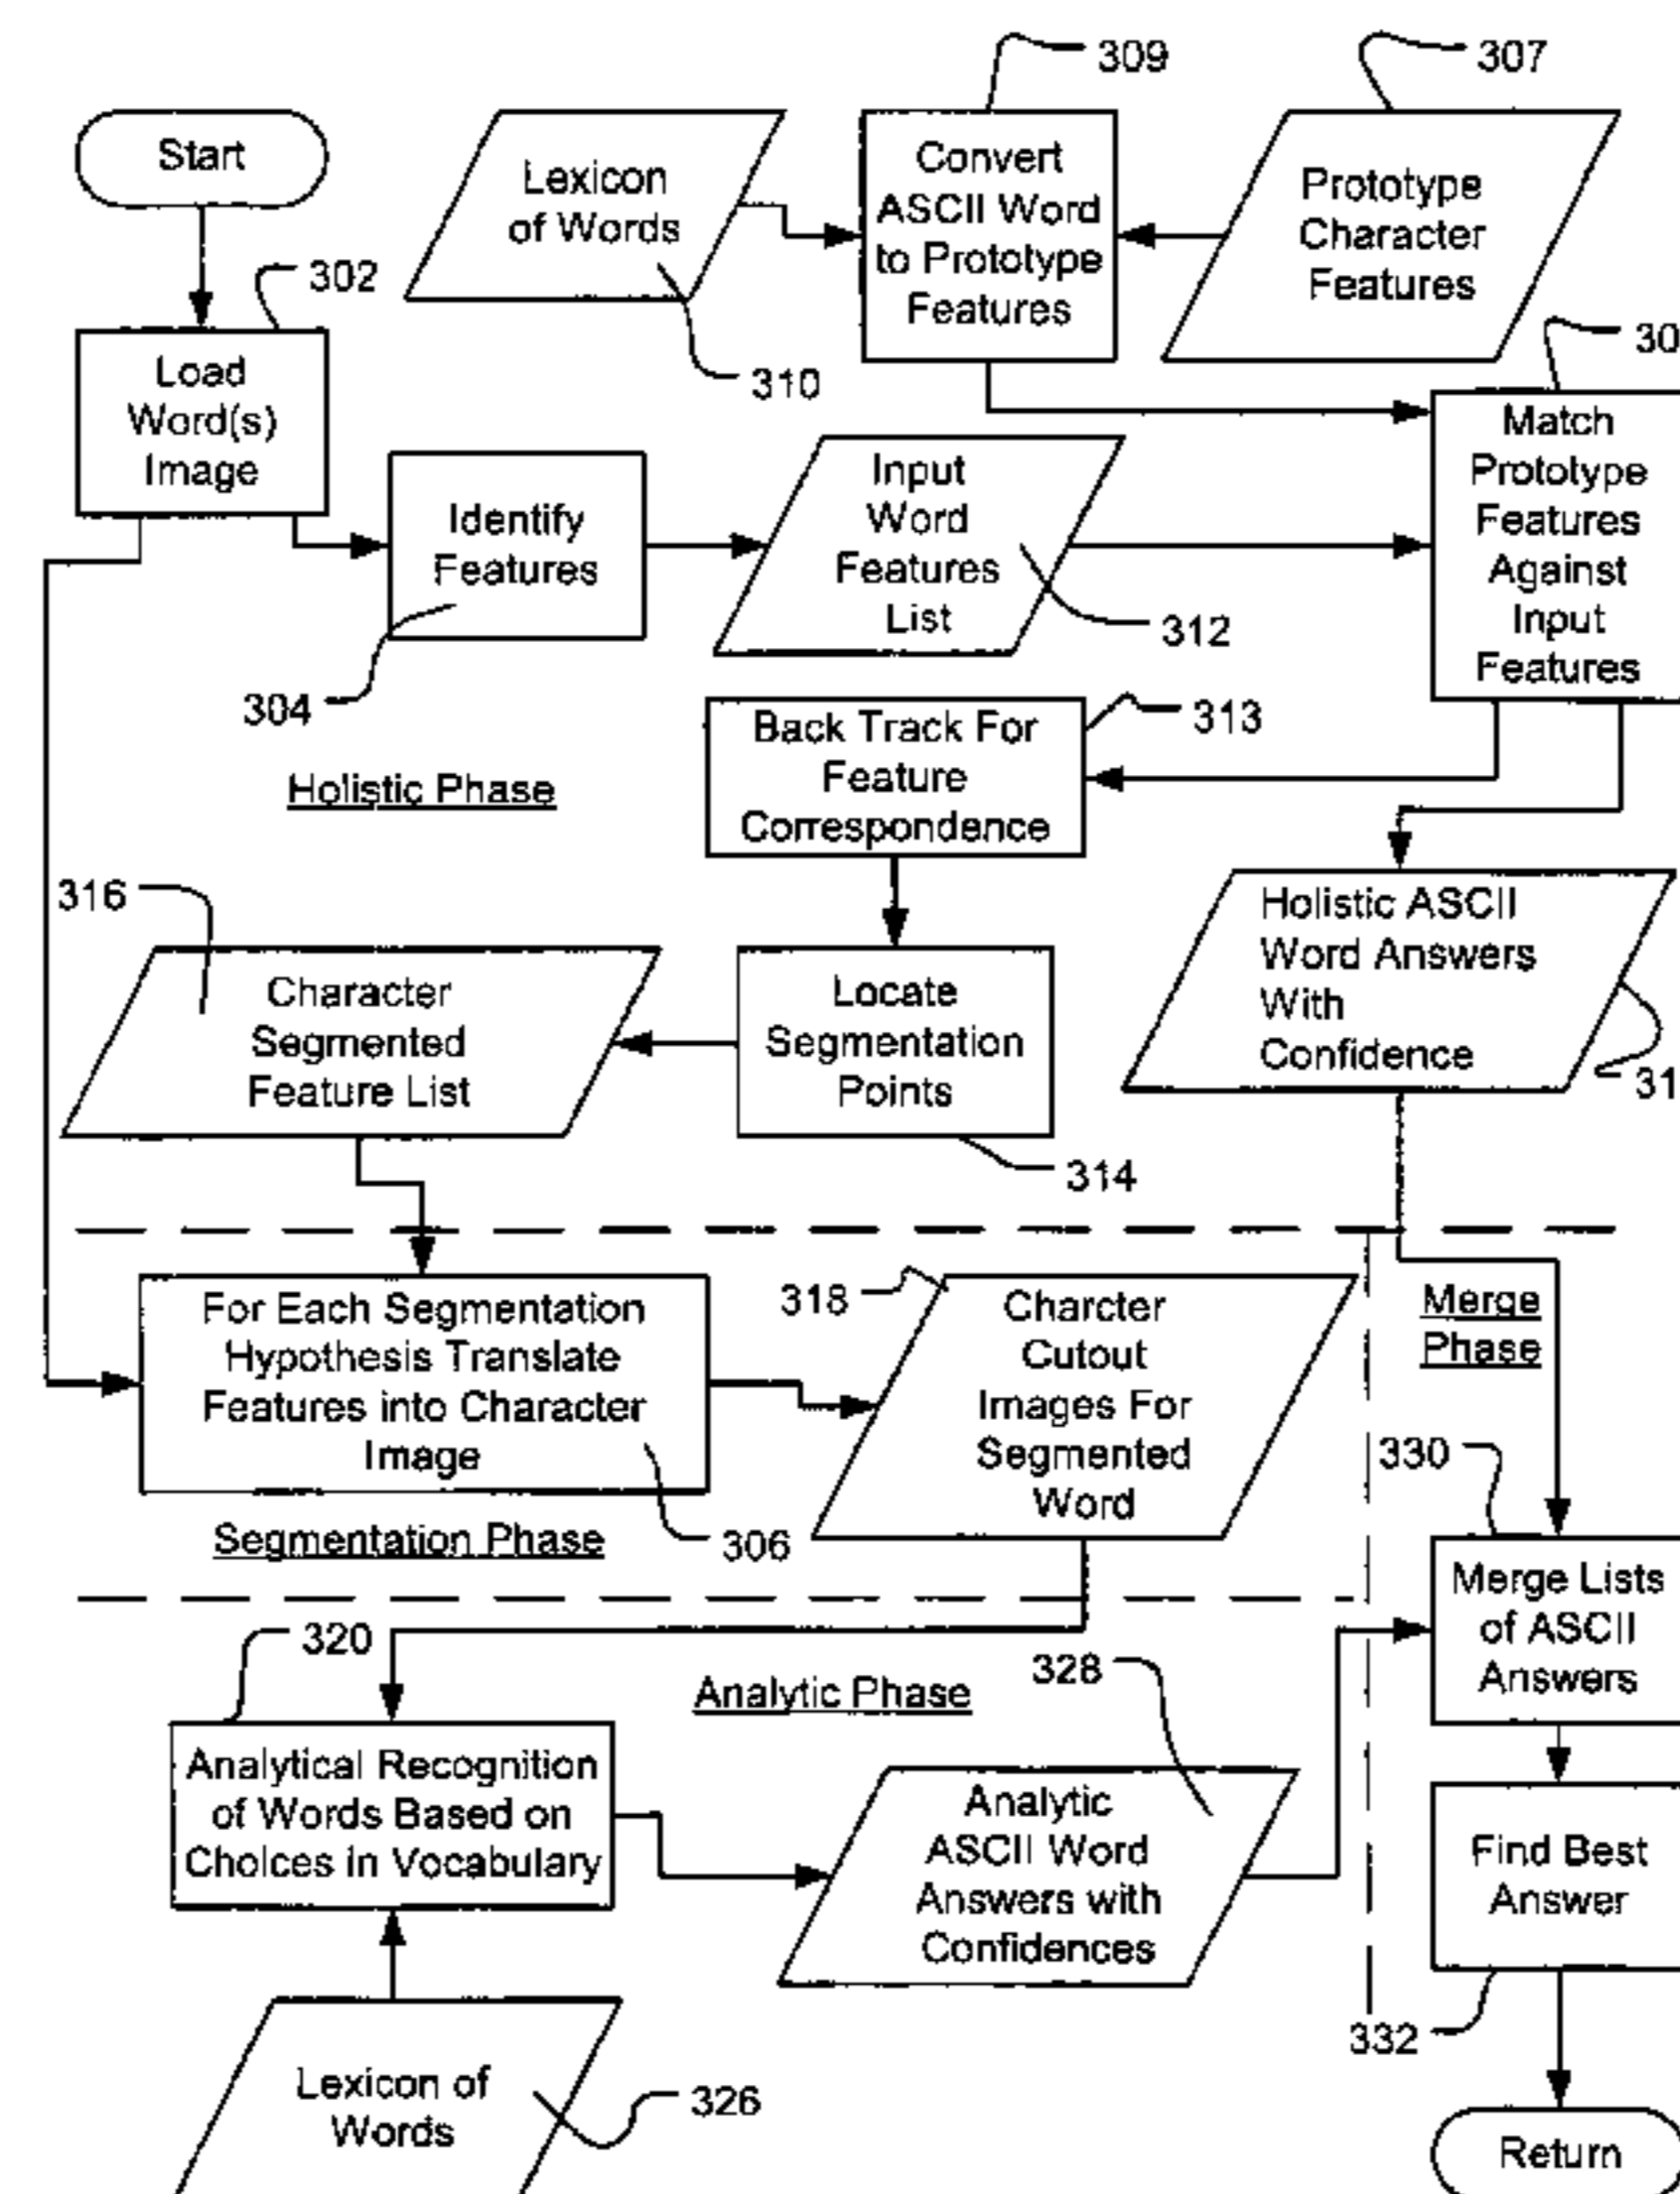 309
307
Start
Lexicon
of Words
Convert
ASCII Word
to Prototype
Features
Prototype
Character
Features
302
310
30
Load
Word(s)
Image
Identify
Features
Input
Word
Features
List
Match
Prototype
Features
Against
Input
Features
304
312
Holistic Phase
Back Track For
Feature
Correspondence
313
316
Character
Segmented
Feature List
Locate
Segmentation
Points
Holistic ASCII
Word Answers
With
Confidence
31
314
For Each Segmentation
Hypothesis Translate
Features into Character
Image
318
Charcter
Cutout
Images For
Segmented
Word
Merge
Phase
Segmentation Phase
306
330
Merge Lists
of ASCII
Answers
320
Analytic Phase
328
Analytical Recognition
of Words Based on
Choices in Vocabulary
Analytic
ASCII Word
Answers with
Confidences
Find Best
Answer
332
Lexicon of
Words
326
Return